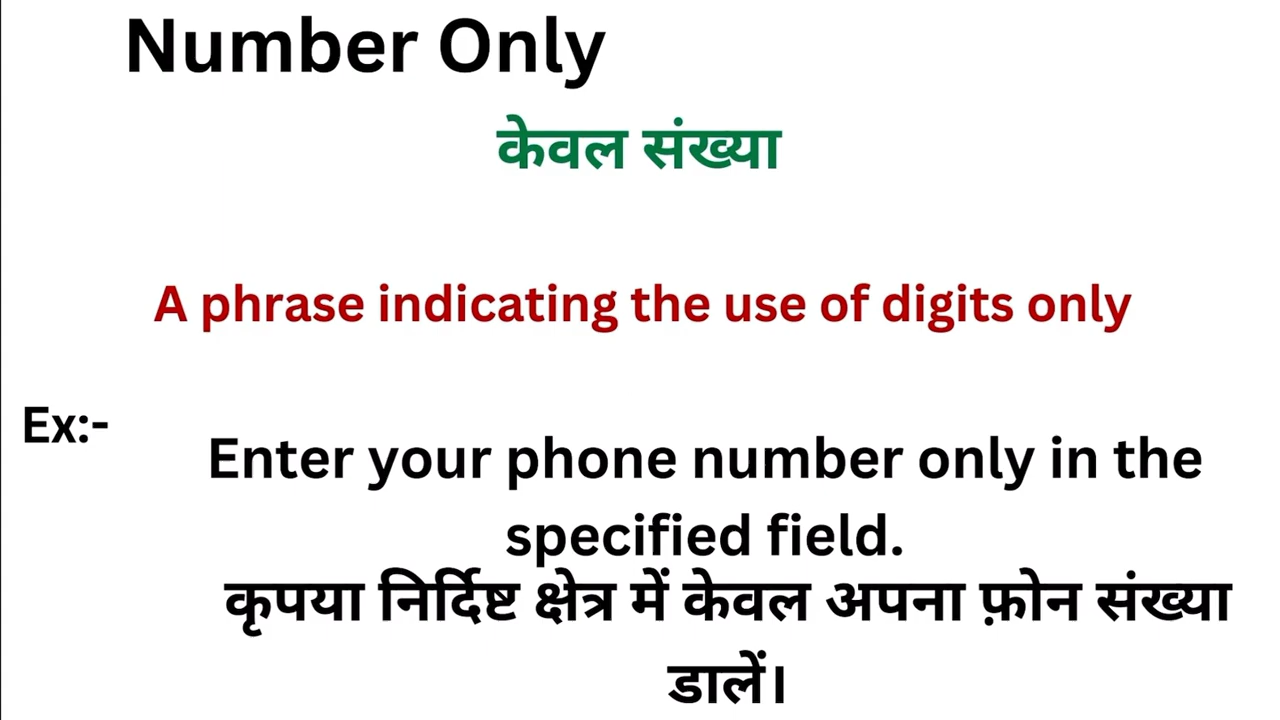 Number Only
केवल संख्या
A phrase indicating the use of digits only
Ex:-
Enter your phone number only in the
specified field.
कृपया निर्दिष्ट क्षेत्र में केवल अपना फ़ोन संख्या
डालें।